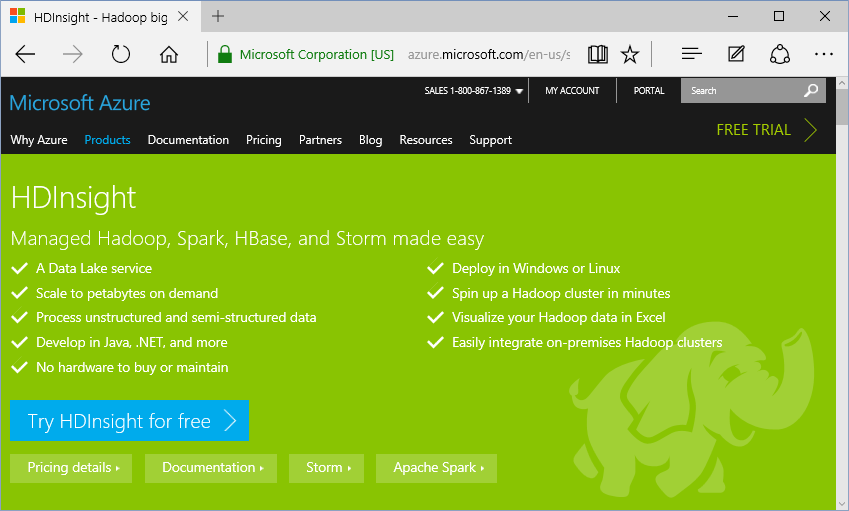 HDInsight - Hadoop big
Microsoft Corporation [US] azure.microsoft.com/en-us/s
SALES 1-800-867-1389 MY ACCOUNT PORTAL Search
Microsoft Azure
FREE TRIAL
Why Azure Products Documentation Pricing Partners Blog Resources Support
HDInsight
Managed Hadoop, Spark, HBase, and Storm made easy
A Data Lake service
Scale to petabytes on demand
Process unstructured and semi-structured data
Develop in Java, .NET, and more
No hardware to buy or maintain
Deploy in Windows or Linux
Spin up a Hadoop cluster in minutes
Visualize your Hadoop data in Excel
Easily integrate on-premises Hadoop clusters
Try HDInsight for free
Pricing details Documentation Storm Apache Spark